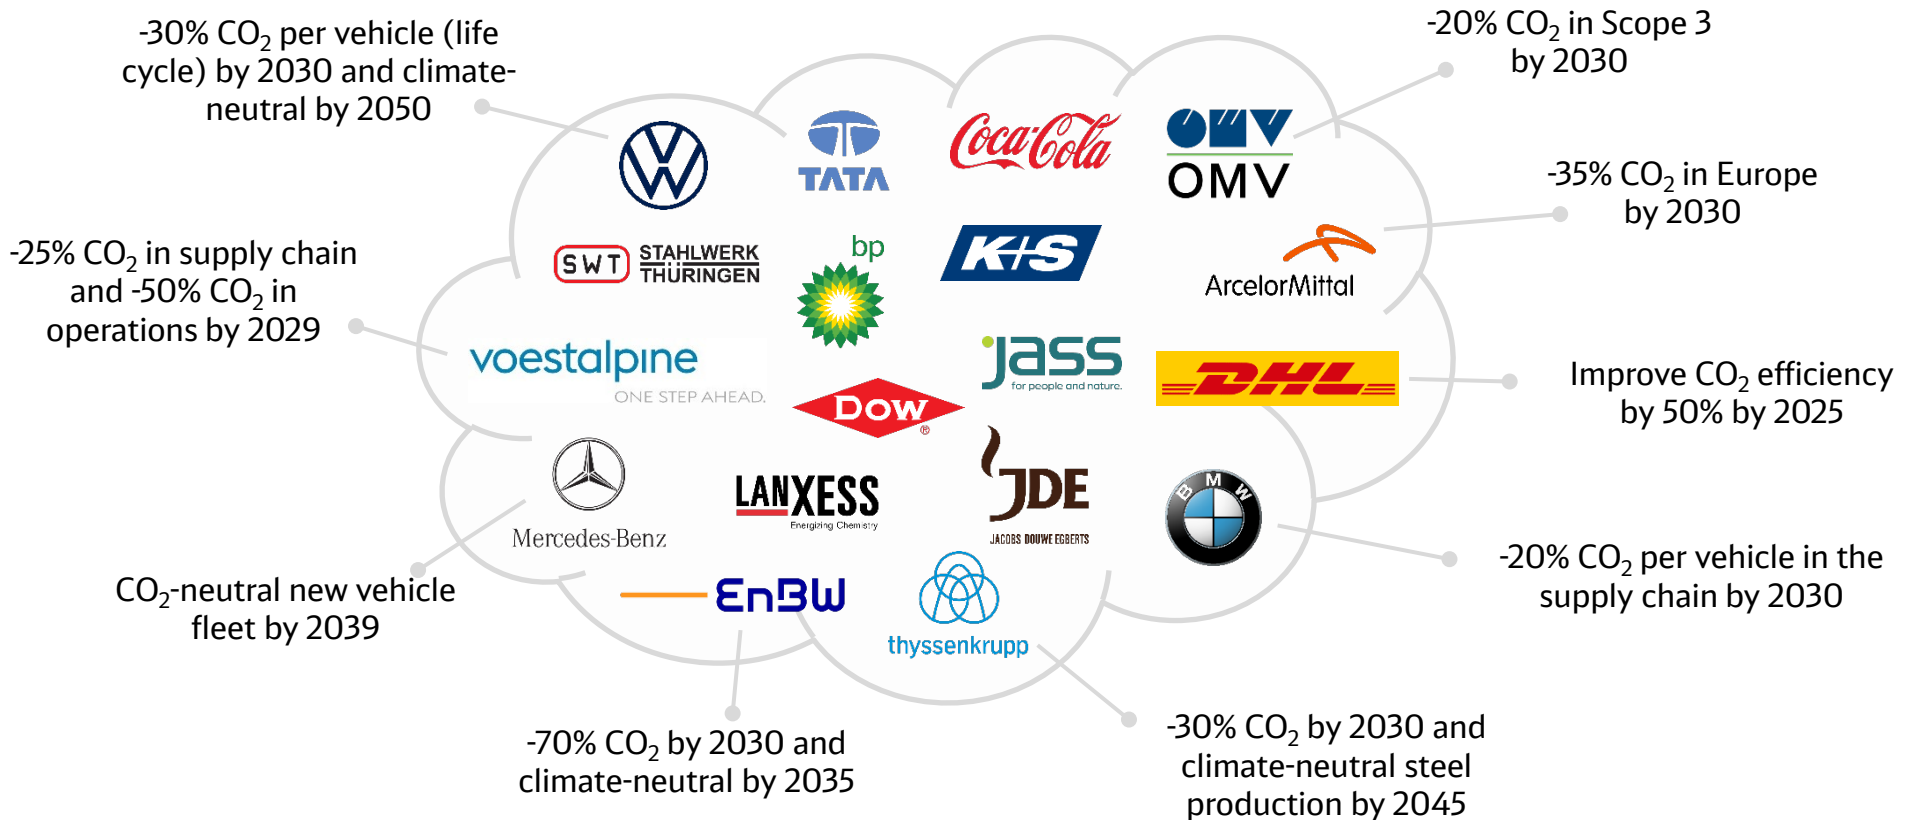 -30% CO₂ per vehicle (life
cycle) by 2030 and climate-
neutral by 2050
-20% CO₂ in Scope 3
by 2030
TATA
Coca-Cola
OMV
OMV
-35% CO₂ in Europe
by 2030
-25% CO₂ in supply chain
and -50% CO₂ in
operations by 2029
SWT STAHLWERK
THÜRINGEN
bp
K+S
ArcelorMittal
voestalpine
ONE STEP AHEAD.
jass
for people and nature.
DHL
Improve CO₂ efficiency
by 50% by 2025
DOW
®
Mercedes-Benz
LANXESS
Energizing Chemistry
JDE
JACOBS DOUWE EGBERTS
BMW
-20% CO₂ per vehicle in the
supply chain by 2030
CO₂-neutral new vehicle
fleet by 2039
EnBW
thyssenkrupp
-70% CO₂ by 2030 and
climate-neutral by 2035
-30% CO₂ by 2030 and
climate-neutral steel
production by 2045
VW